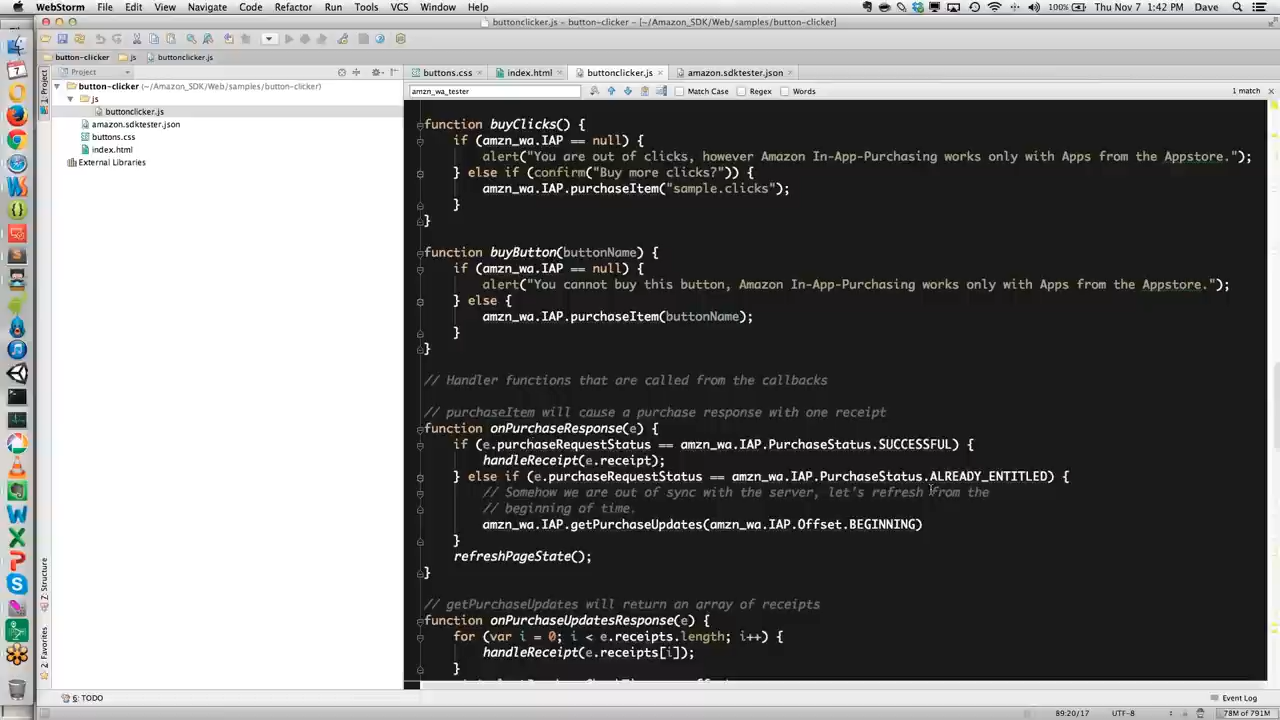 WebStorm File Edit View Navigate Code Refactor Run Tools VCS Window Help 100% Thu Nov 7 1:42 PM Dave
buttonclicker.js – button-clicker – [~/Amazon_SDK/Web/samples/button-clicker]
button-clicker js buttonclicker.js
Project
buttons.css index.html buttonclicker.js amazon.sdktester.json
button-clicker (~/Amazon_SDK/Web/samples/button-clicker)
js
buttonclicker.js
amazon.sdktester.json
buttons.css
index.html
External Libraries
1: Project
Z: Structure
2: Favorites
amzn_wa_tester Match Case Regex Words 1 match
function buyClicks() {
if (amzn_wa.IAP == null) {
alert("You are out of clicks, however Amazon In-App-Purchasing works only with Apps from the Appstore.");
} else if (confirm("Buy more clicks?")) {
amzn_wa.IAP.purchaseItem("sample.clicks");
}
}
function buyButton(buttonName) {
if (amzn_wa.IAP == null) {
alert("You cannot buy this button, Amazon In-App-Purchasing works only with Apps from the Appstore.");
} else {
amzn_wa.IAP.purchaseItem(buttonName);
}
}
// Handler functions that are called from the callbacks
// purchaseItem will cause a purchase response with one receipt
function onPurchaseResponse(e) {
if (e.purchaseRequestStatus == amzn_wa.IAP.PurchaseStatus.SUCCESSFUL) {
handleReceipt(e.receipt);
} else if (e.purchaseRequestStatus == amzn_wa.IAP.PurchaseStatus.ALREADY_ENTITLED) {
// Somehow we are out of sync with the server, let's refresh from the
// beginning of time.
amzn_wa.IAP.getPurchaseUpdates(amzn_wa.IAP.Offset.BEGINNING)
}
refreshPageState();
}
// getPurchaseUpdates will return an array of receipts
function onPurchaseUpdatesResponse(e) {
for (var i = 0; i < e.receipts.length; i++) {
handleReceipt(e.receipts[i]);
}
6: TODO
Event Log
89:20/17 UTF-8 78M of 791M